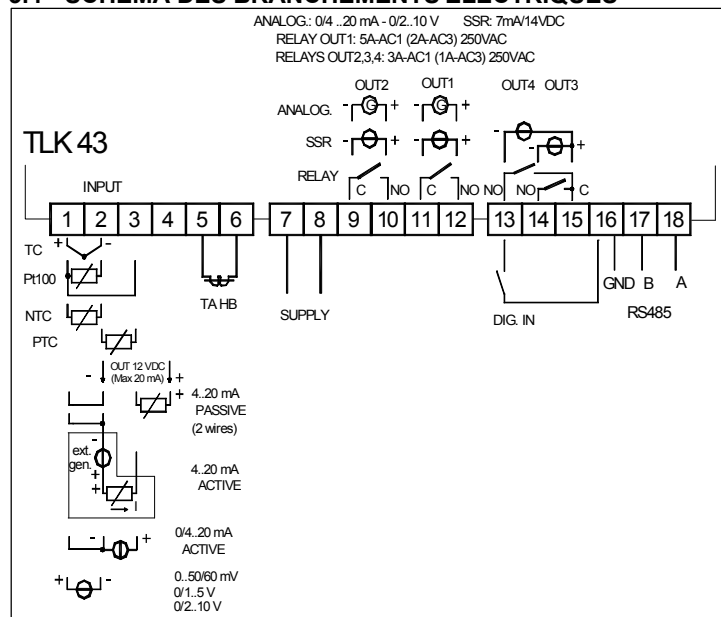 ANALOG.: 0/4 ..20 mA - 0/2..10 V SSR: 7mA/14VDC
RELAY OUT1: 5A-AC1 (2A-AC3) 250VAC
RELAYS OUT2,3,4: 3A-AC1 (1A-AC3) 250VAC
OUT2 OUT1 OUT4 OUT3
ANALOG. - G + - G +
SSR - + - + - - +
TLK 43
RELAY
C NO C NO NO NO C
INPUT
1 2 3 4 5 6 7 8 9 10 11 12 13 14 15 16 17 18
TC + -
Pt100
TA HB
SUPPLY
DIG. IN
GND B A
RS485
NTC
PTC
- OUT 12 VDC +
(Max 20 mA)
+ 4..20 mA
PASSIVE
(2 wires)
-
ext.
gen.
+
+
I
4..20 mA
ACTIVE
- +
0/4..20 mA
ACTIVE
+ -
0..50/60 mV
0/1..5 V
0/2..10 V